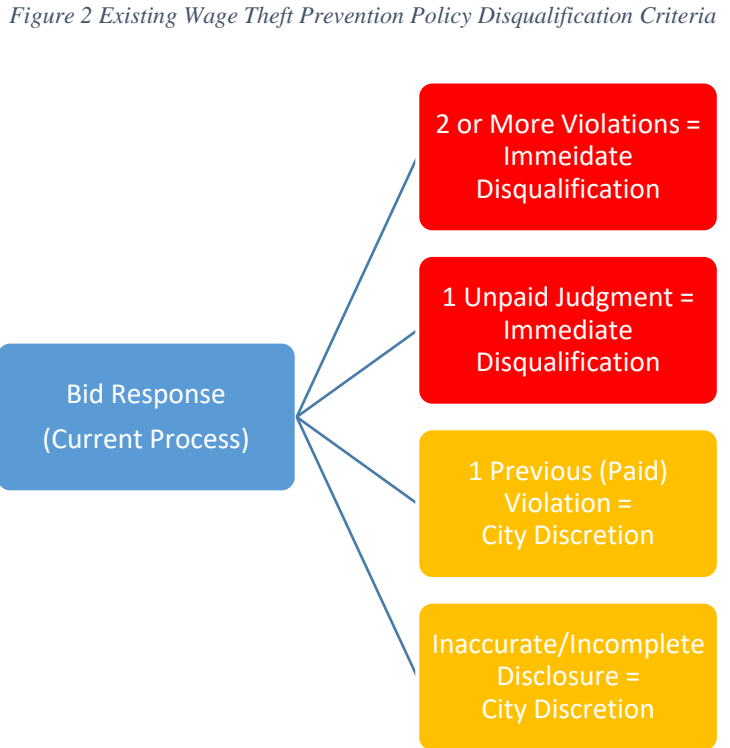 Figure 2 Existing Wage Theft Prevention Policy Disqualification Criteria
2 or More Violations =
Immeidate
Disqualification
1 Unpaid Judgment =
Immediate
Disqualification
Bid Response
(Current Process)
1 Previous (Paid)
Violation =
City Discretion
Inaccurate/Incomplete
Disclosure =
City Discretion